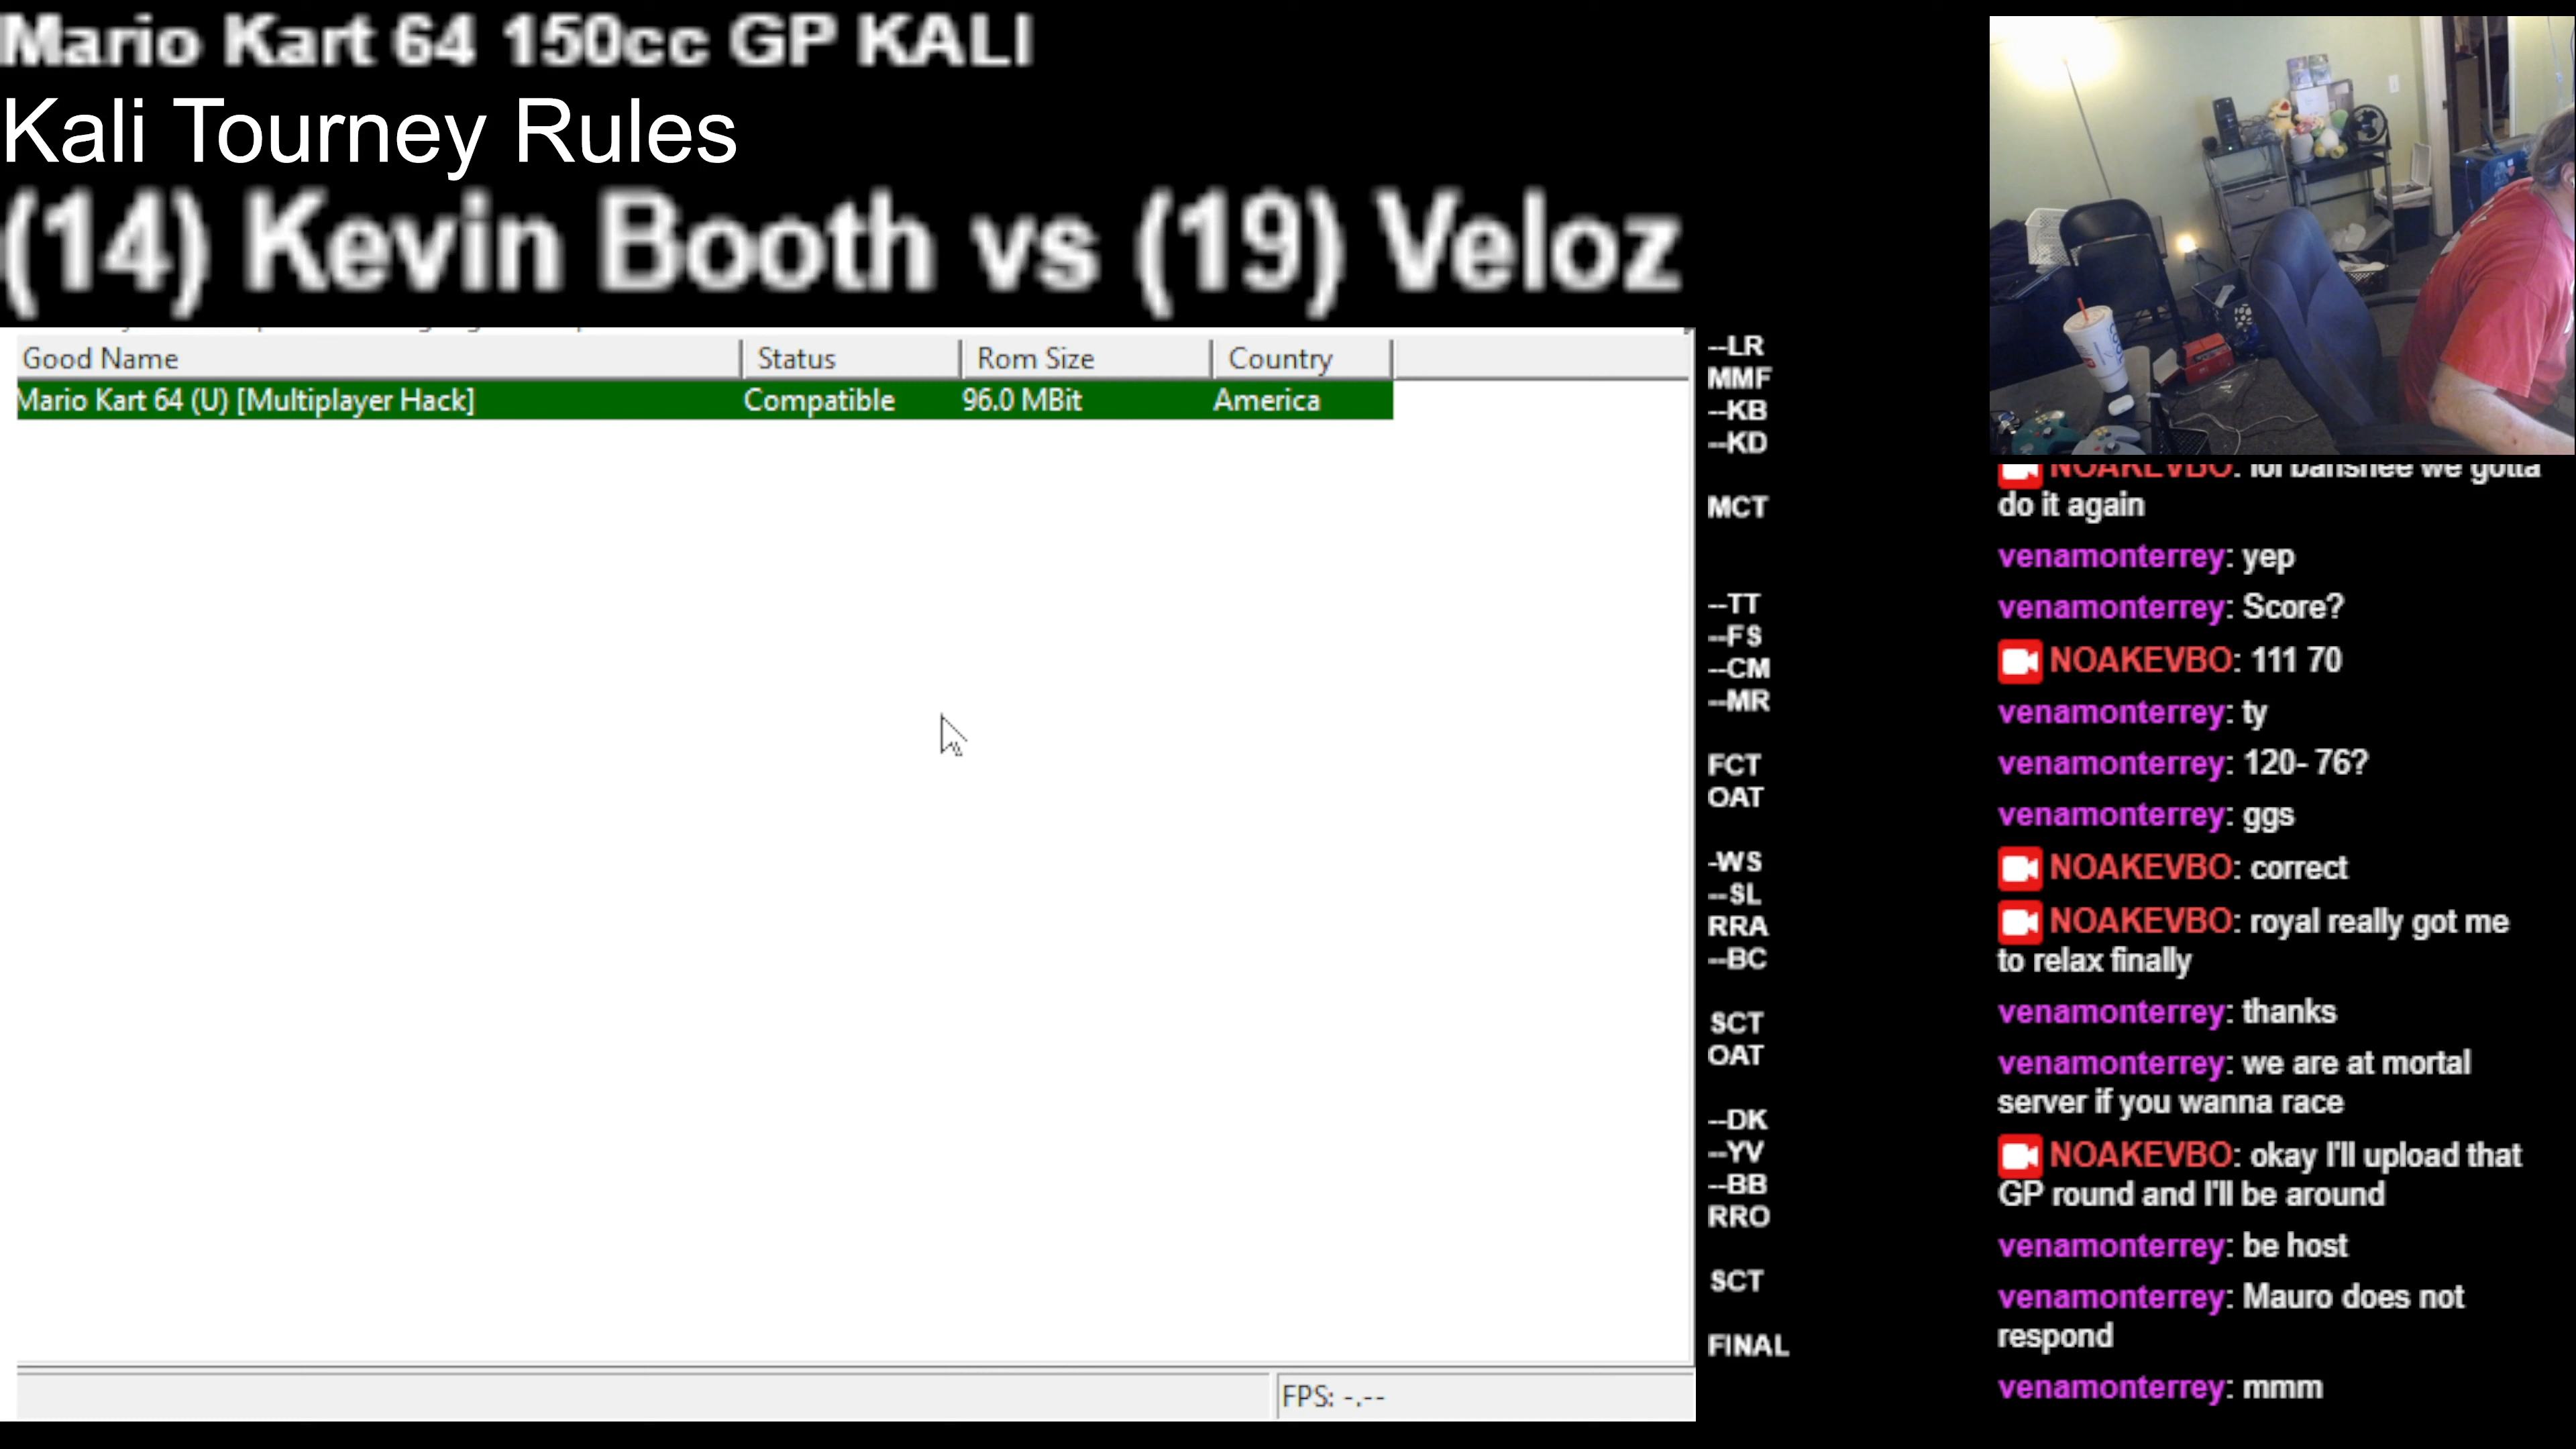 Mario Kart 64 150cc GP KALI
Kali Tourney Rules
(14) Kevin Booth vs (19) Veloz
Good Name Status Rom Size Country
Mario Kart 64 (U) [Multiplayer Hack] Compatible 96.0 MBit America
FPS: -.--
--LR
MMF
--KB
--KD
MCT
--TT
--FS
--CM
--MR
FCT
OAT
-WS
--SL
RRA
--BC
SCT
OAT
--DK
--YV
--BB
RRO
SCT
FINAL
NOAKEVBO: lol banshee we gotta
do it again
venamonterrey: yep
venamonterrey: Score?
NOAKEVBO: 111 70
venamonterrey: ty
venamonterrey: 120- 76?
venamonterrey: ggs
NOAKEVBO: correct
NOAKEVBO: royal really got me
to relax finally
venamonterrey: thanks
venamonterrey: we are at mortal
server if you wanna race
NOAKEVBO: okay I'll upload that
GP round and I'll be around
venamonterrey: be host
venamonterrey: Mauro does not
respond
venamonterrey: mmm